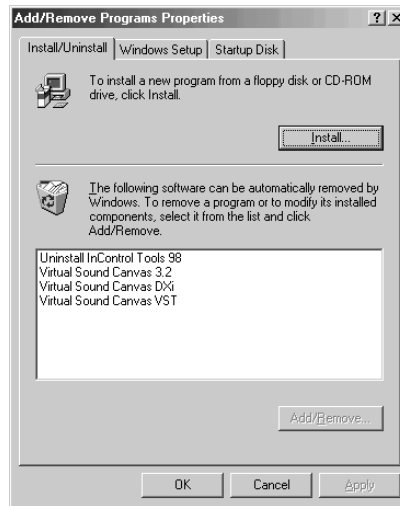 Add/Remove Programs Properties
Install/Uninstall Windows Setup Startup Disk
To install a new program from a floppy disk or CD-ROM
drive, click Install.
Install...
The following software can be automatically removed by
Windows. To remove a program or to modify its installed
components, select it from the list and click
Add/Remove.
Uninstall InControl Tools 98
Virtual Sound Canvas 3.2
Virtual Sound Canvas DXi
Virtual Sound Canvas VST
Add/Remove...
OK Cancel Apply